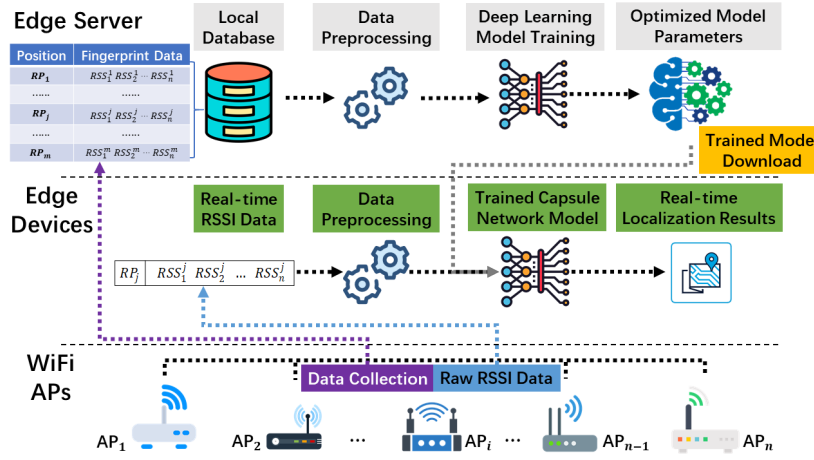 Edge Server
Local
Database
Data
Preprocessing
Deep Learning
Model Training
Optimized Model
Parameters
Position Fingerprint Data
RP₁ RSS₁¹ RSS₂¹ ⋯ RSSₙ¹
...... ......
RPⱼ RSS₁ʲ RSS₂ʲ ⋯ RSSₙʲ
...... ......
RPₘ RSS₁ᵐ RSS₂ᵐ ⋯ RSSₙᵐ
Trained Model
Download
Edge
Devices
Real-time
RSSI Data
Data
Preprocessing
Trained Capsule
Network Model
Real-time
Localization Results
RPⱼ RSS₁ʲ RSS₂ʲ … RSSₙʲ
WiFi
APs
Data Collection Raw RSSI Data
AP₁ AP₂ ... APᵢ ... APₙ₋₁ APₙ